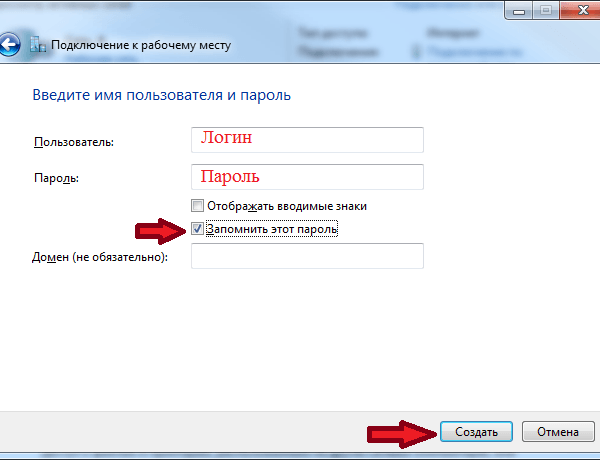 Подключение к рабочему месту
Введите имя пользователя и пароль
Пользователь: Логин
Пароль: Пароль
Отображать вводимые знаки
Запомнить этот пароль
Домен (не обязательно):
Создать Отмена